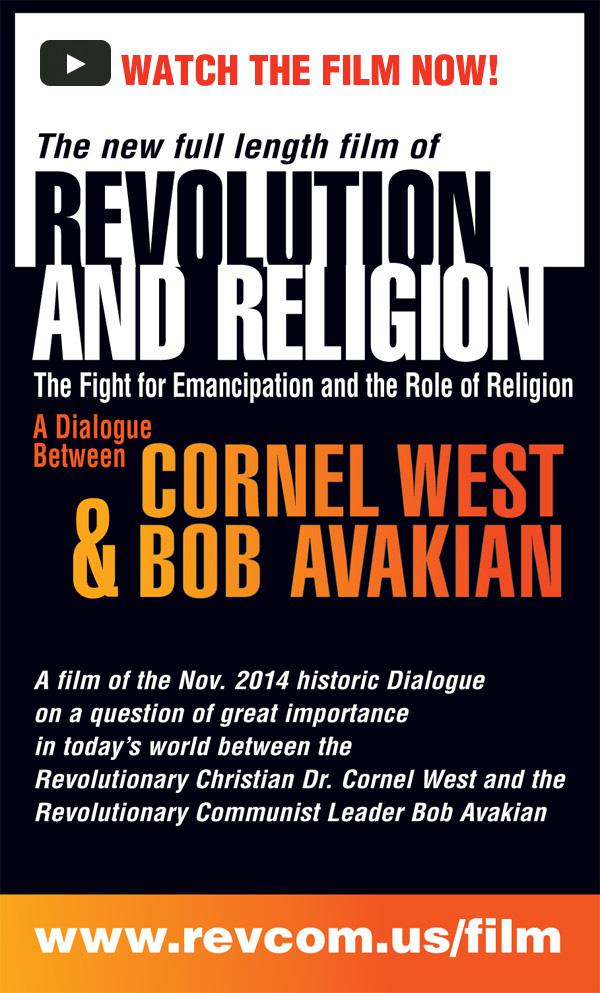 WATCH THE FILM NOW!
The new full length film of
REVOLUTION
AND RELIGION
The Fight for Emancipation and the Role of Religion
A Dialogue
Between
CORNEL WEST
& BOB AVAKIAN
A film of the Nov. 2014 historic Dialogue
on a question of great importance
in today's world between the
Revolutionary Christian Dr. Cornel West and the
Revolutionary Communist Leader Bob Avakian
www.revcom.us/film